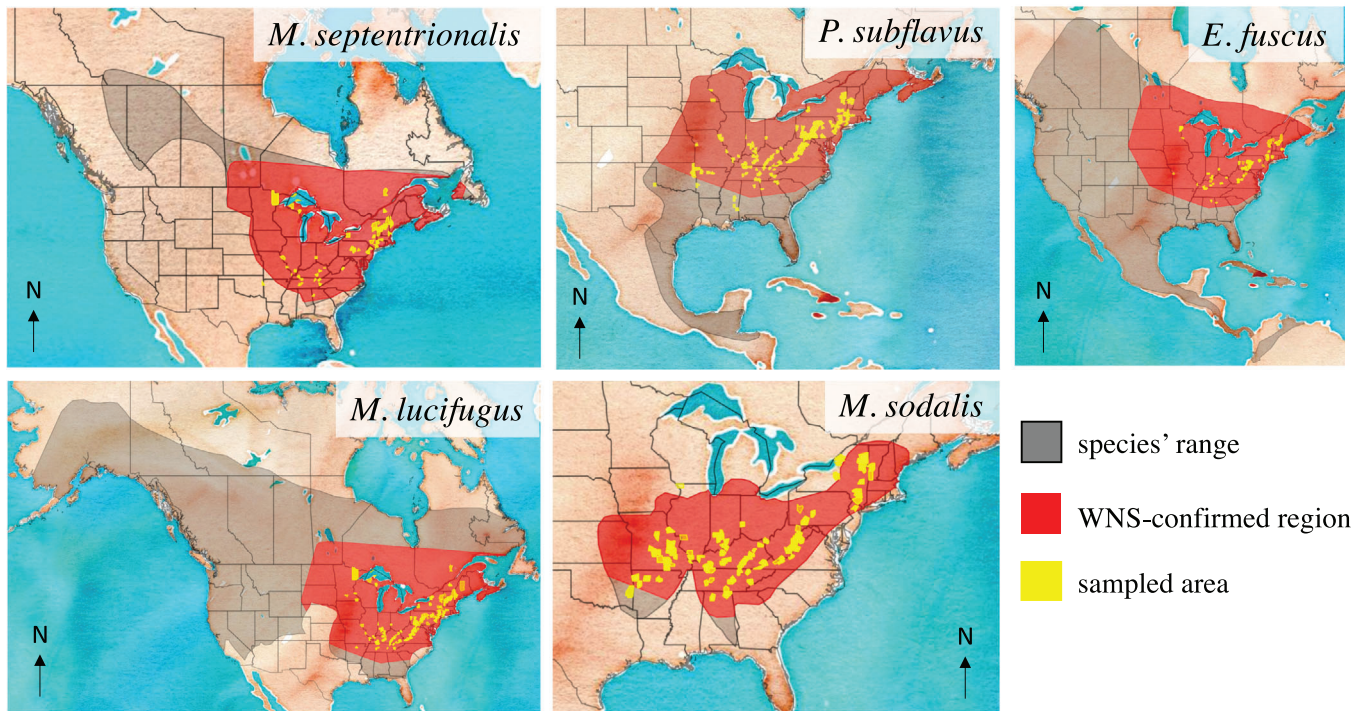 M. septentrionalis
N
P. subflavus
N
E. fuscus
N
M. lucifugus
N
M. sodalis
N
species’ range
WNS-confirmed region
sampled area